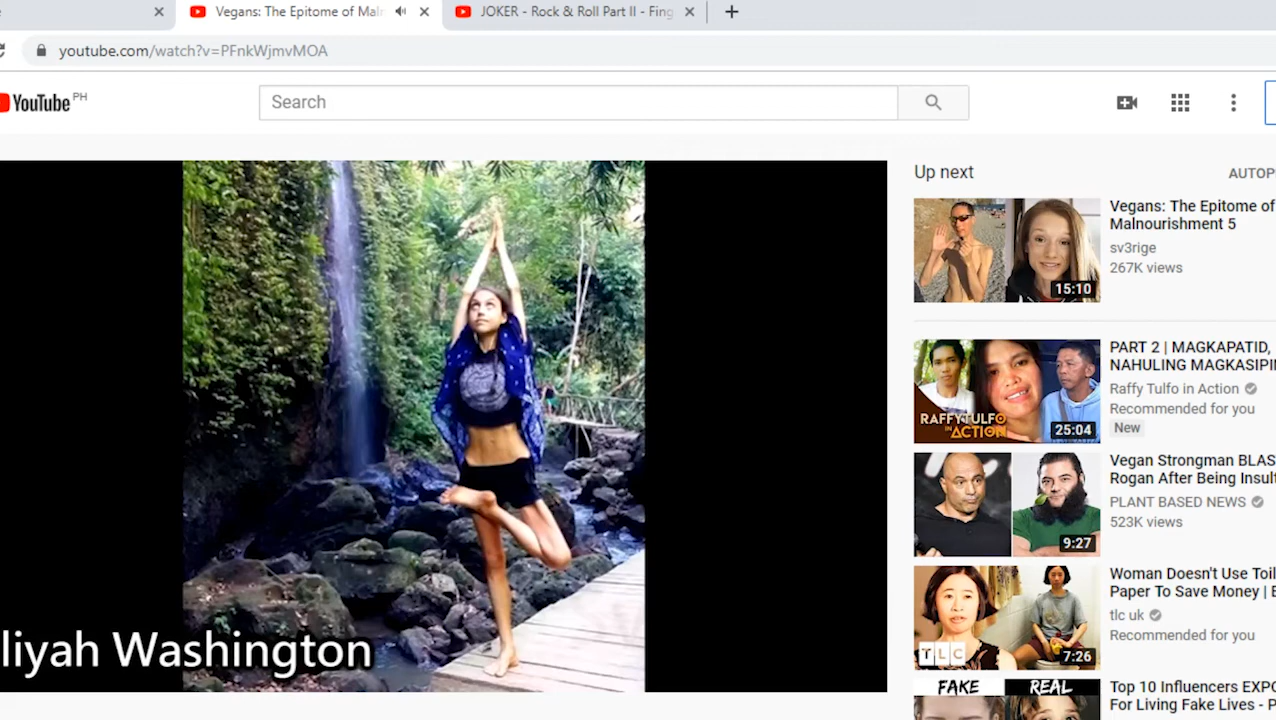 Vegans: The Epitome of Mal
JOKER - Rock & Roll Part II - Fing
youtube.com/watch?v=PFnkWjmvMOA
YouTube PH
Search
Up next
AUTOP
Vegans: The Epitome of
Malnourishment 5
sv3rige
267K views
15:10
PART 2 | MAGKAPATID,
NAHULING MAGKASIPIN
Raffy Tulfo in Action
Recommended for you
New
RAFFY TULFO
IN ACTION
25:04
Vegan Strongman BLAS
Rogan After Being Insult
PLANT BASED NEWS
523K views
9:27
Woman Doesn't Use Toil
Paper To Save Money | E
tlc uk
Recommended for you
TLC
7:26
Top 10 Influencers EXPO
For Living Fake Lives - P
FAKE
REAL
liyah Washington